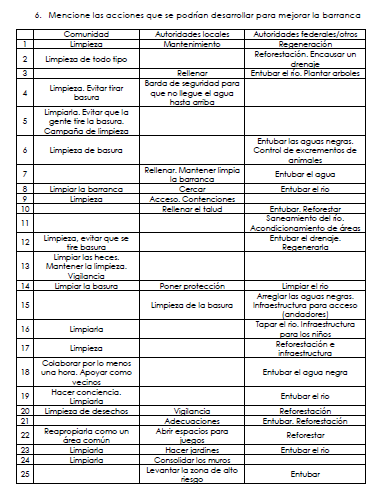 6. Mencione las acciones que se podrían desarrollar para mejorar la barranca
Comunidad Autoridades locales Autoridades federales/otros
1 Limpieza Mantenimiento Regeneración
2 Limpieza de todo tipo Reforestación. Encausar un
drenaje
3 Rellenar Entubar el río. Plantar arboles
4 Limpieza. Evitar tirar
basura Barda de seguridad para
que no llegue el agua
hasta arriba
5 Limpiarla. Evitar que la
gente tire la basura.
Campaña de limpieza
6 Limpieza de basura Entubar las aguas negras.
Control de excrementos de
animales
7 Rellenar. Mantener limpia
la barranca Entubar el agua
8 Limpiar la barranca Cercar Entubar el río
9 Limpieza Acceso. Contenciones
10 Rellenar el talud Entubar. Reforestar
11 Saneamiento del río.
Acondicionamiento de áreas
12 Limpieza, evitar que se
tire basura Entubar el drenaje.
Regenerarla
13 Limpiar las heces.
Mantener la limpieza.
Vigilancia
14 Limpiar la basura Poner protección Limpiar el río
15 Limpieza de la basura Arreglar las aguas negras.
Infraestructura para acceso
(andadores)
16 Limpiarla Tapar el río. Infraestructura
para los niños
17 Limpieza Reforestación e
infraestructura
18 Colaborar por lo menos
una hora. Apoyar como
vecinos Entubar el agua negra
19 Hacer conciencia.
Limpiarla Entubar el río
20 Limpieza de desechos Vigilancia Reforestación
21 Adecuaciones Entubar. Reforestación
22 Reapropiarla como un
área común Abrir espacios para
juegos Reforestar
23 Limpiarla Hacer jardines Entubar el río
24 Limpiarla Consolidar los muros
25 Levantar la zona de alto
riesgo Entubar